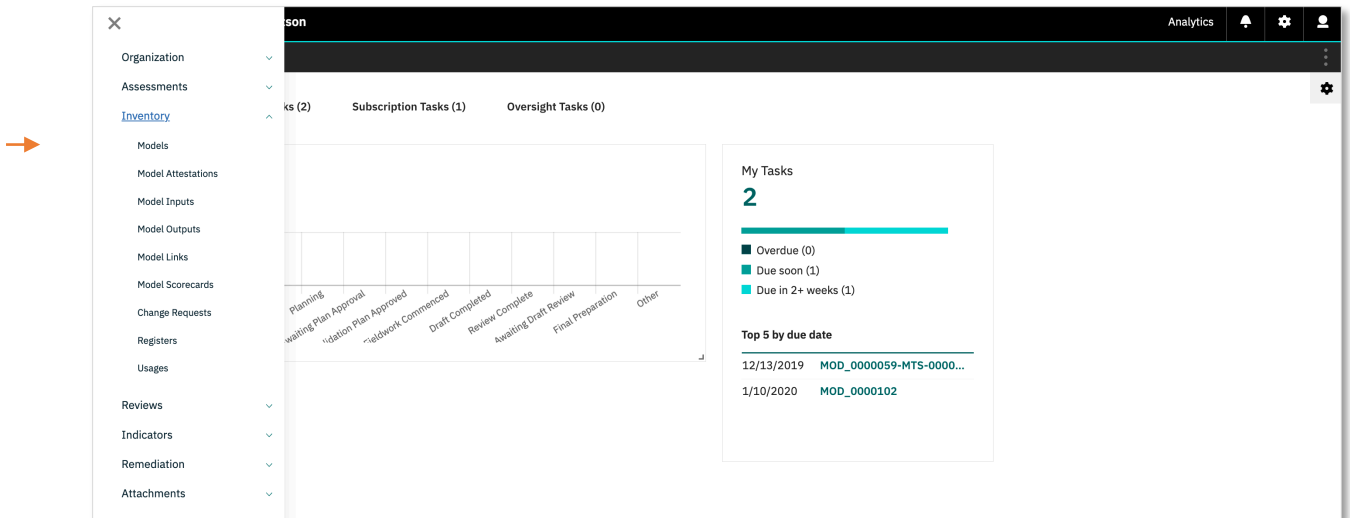 tson
Analytics
Organization
Assessments
Inventory
Models
Model Attestations
Model Inputs
Model Outputs
Model Links
Model Scorecards
Change Requests
Registers
Usages
Reviews
Indicators
Remediation
Attachments
ks (2) Subscription Tasks (1) Oversight Tasks (0)
Planning
waiting Plan Approval
lidation Plan Approved
Fieldwork Commenced
Draft Completed
Review Complete
Awaiting Draft Review
Final Preparation
Other
My Tasks
2
Overdue (0)
Due soon (1)
Due in 2+ weeks (1)
Top 5 by due date
12/13/2019 MOD_0000059-MTS-0000...
1/10/2020 MOD_0000102